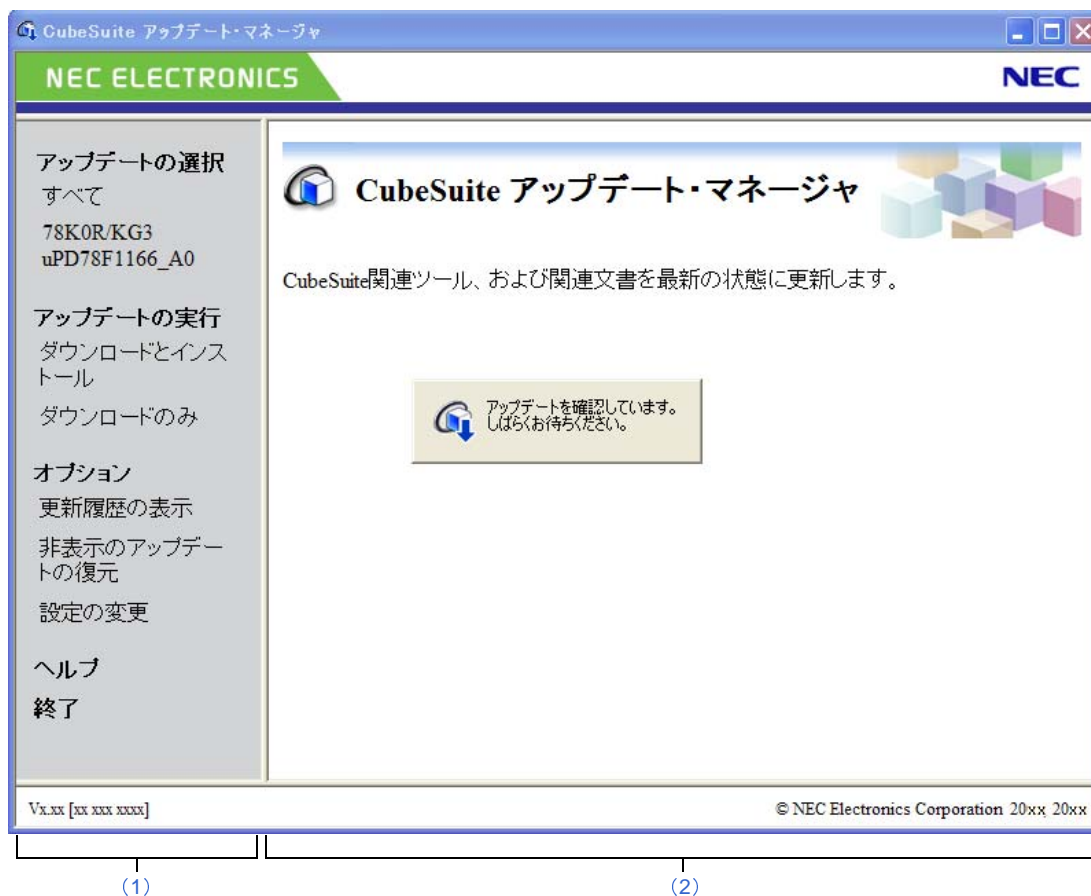 CubeSuite アップデート・マネージャ
NEC ELECTRONICS
NEC
アップデートの選択
すべて
78K0R/KG3
uPD78F1166_A0
アップデートの実行
ダウンロードとインス
トール
ダウンロードのみ
オプション
更新履歴の表示
非表示のアップデー
トの復元
設定の変更
ヘルプ
終了
CubeSuite アップデート・マネージャ
CubeSuite関連ツール、および関連文書を最新の状態に更新します。
アップデートを確認しています。
しばらくお待ちください。
Vx.xx [xx xxx xxxx]
© NEC Electronics Corporation 20xx, 20xx
(1)
(2)